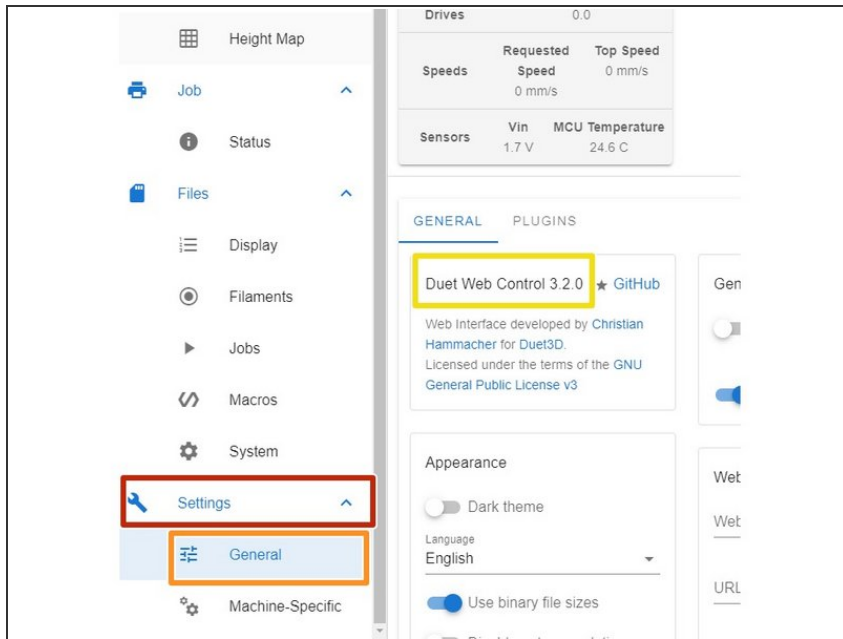 Height Map
Job
Status
Files
Display
Filaments
Jobs
Macros
System
Settings
General
Machine-Specific
Drives 0.0
Speeds
Requested Speed
0 mm/s
Top Speed
0 mm/s
Sensors
Vin
1.7 V
MCU Temperature
24.6 C
GENERAL PLUGINS
Duet Web Control 3.2.0 ★ GitHub
Web Interface developed by Christian
Hammacher for Duet3D.
Licensed under the terms of the GNU
General Public License v3
Appearance
Dark theme
Language
English
Use binary file sizes
Gen
Wet
Wet
URL